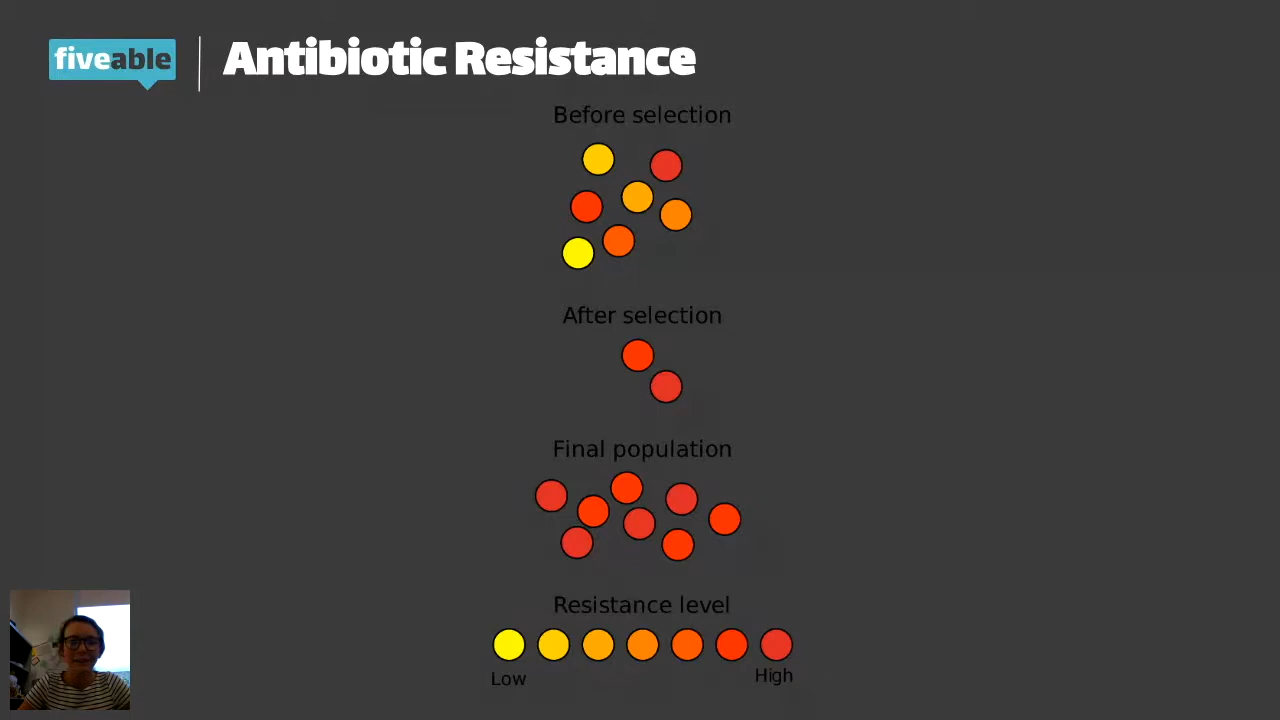 fiveable
Antibiotic Resistance
Before selection
After selection
Final population
Resistance level
Low
High